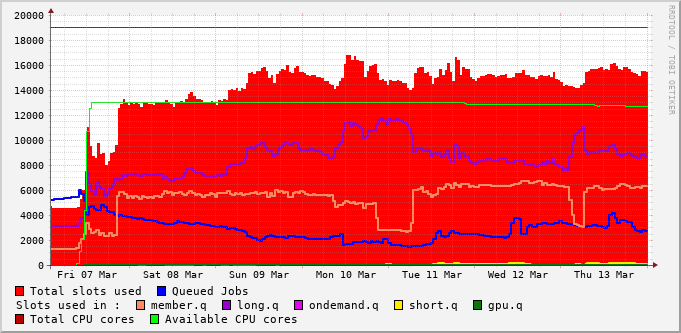 RRDTOOL / TOBI OETIKER
20000
18000
16000
14000
12000
10000
8000
6000
4000
2000
0
Fri 07 Mar Sat 08 Mar Sun 09 Mar Mon 10 Mar Tue 11 Mar Wed 12 Mar Thu 13 Mar
Total slots used Queued Jobs
Slots used in : member.q long.q ondemand.q short.q gpu.q
Total CPU cores Available CPU cores